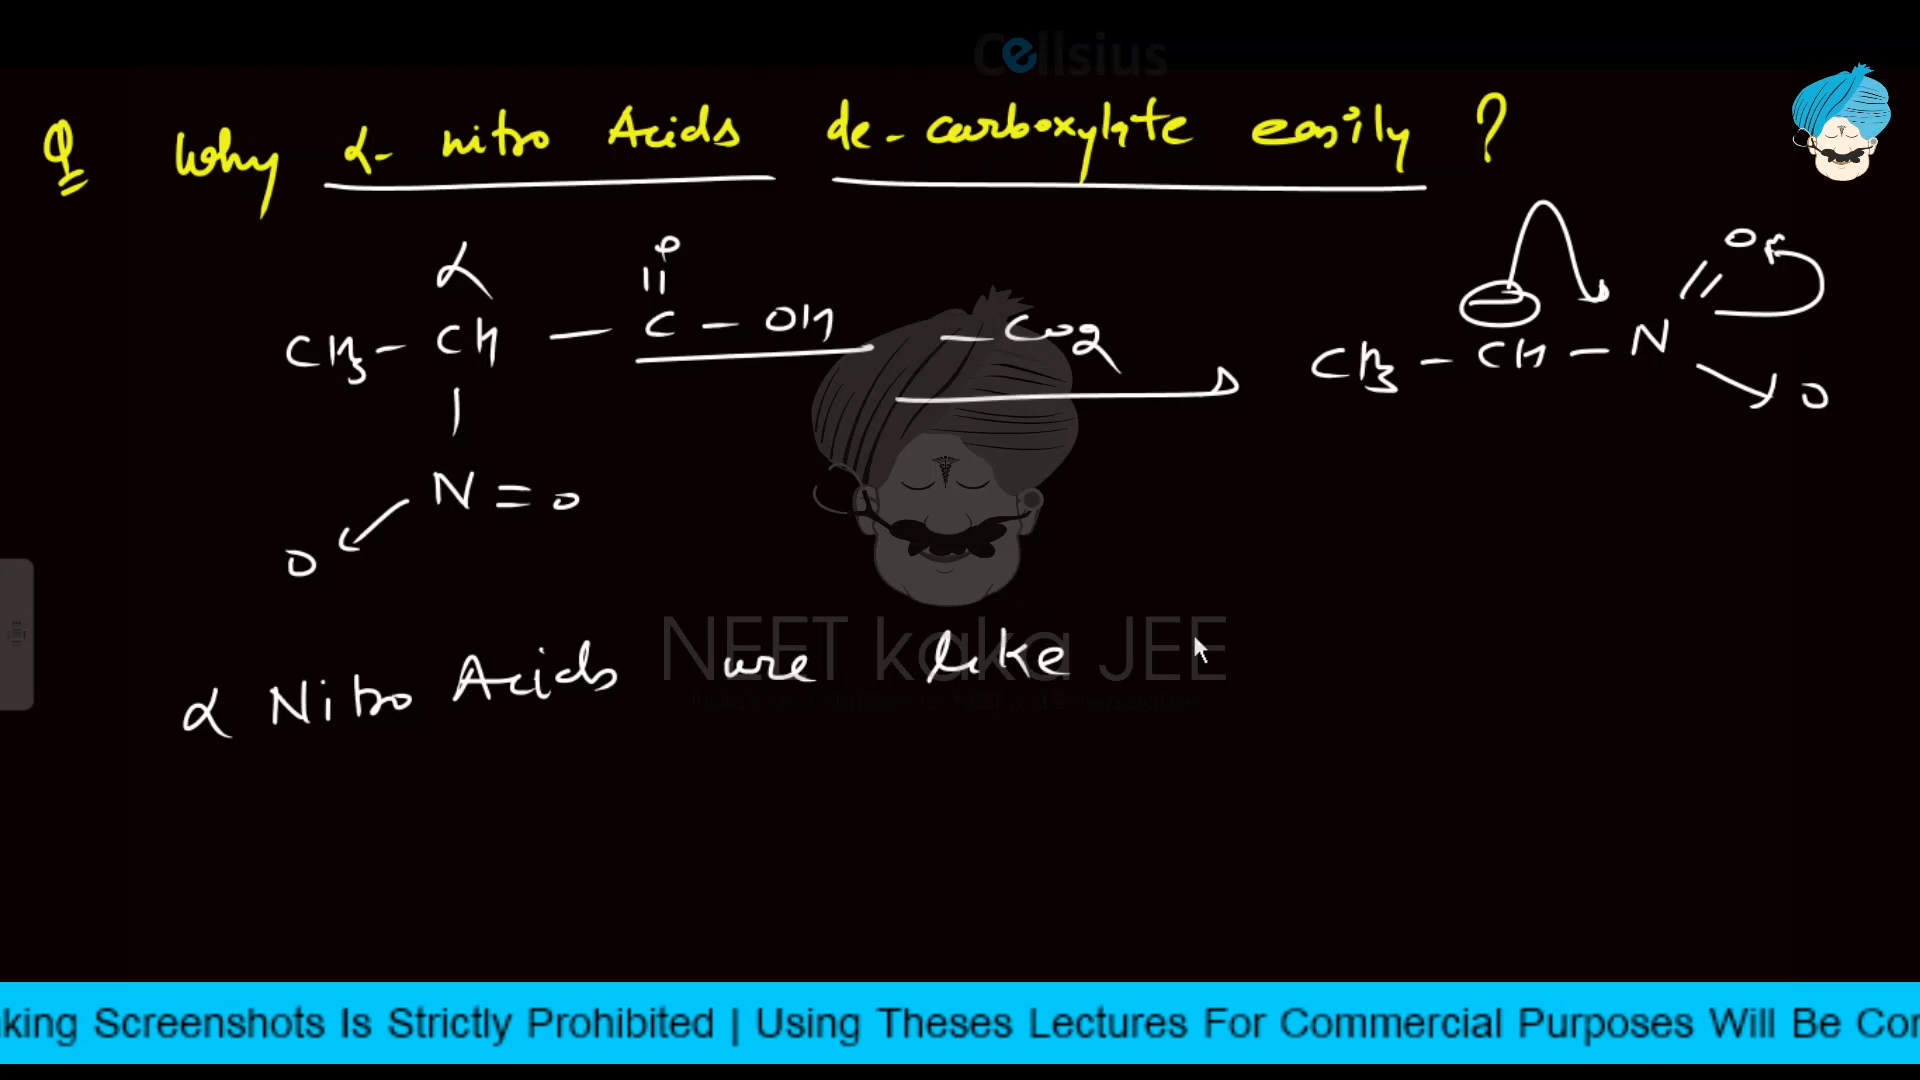 Cellsius
Q Why α- nitro Acids de-carboxylate easily ?
α O
CH3 - CH - C - OH - CO2 CH3 - CH - N O
N = O O
O
NEET kaka JEE
α Nitro Acids are like
king Screenshots Is Strictly Prohibited | Using Theses Lectures For Commercial Purposes Will Be Con